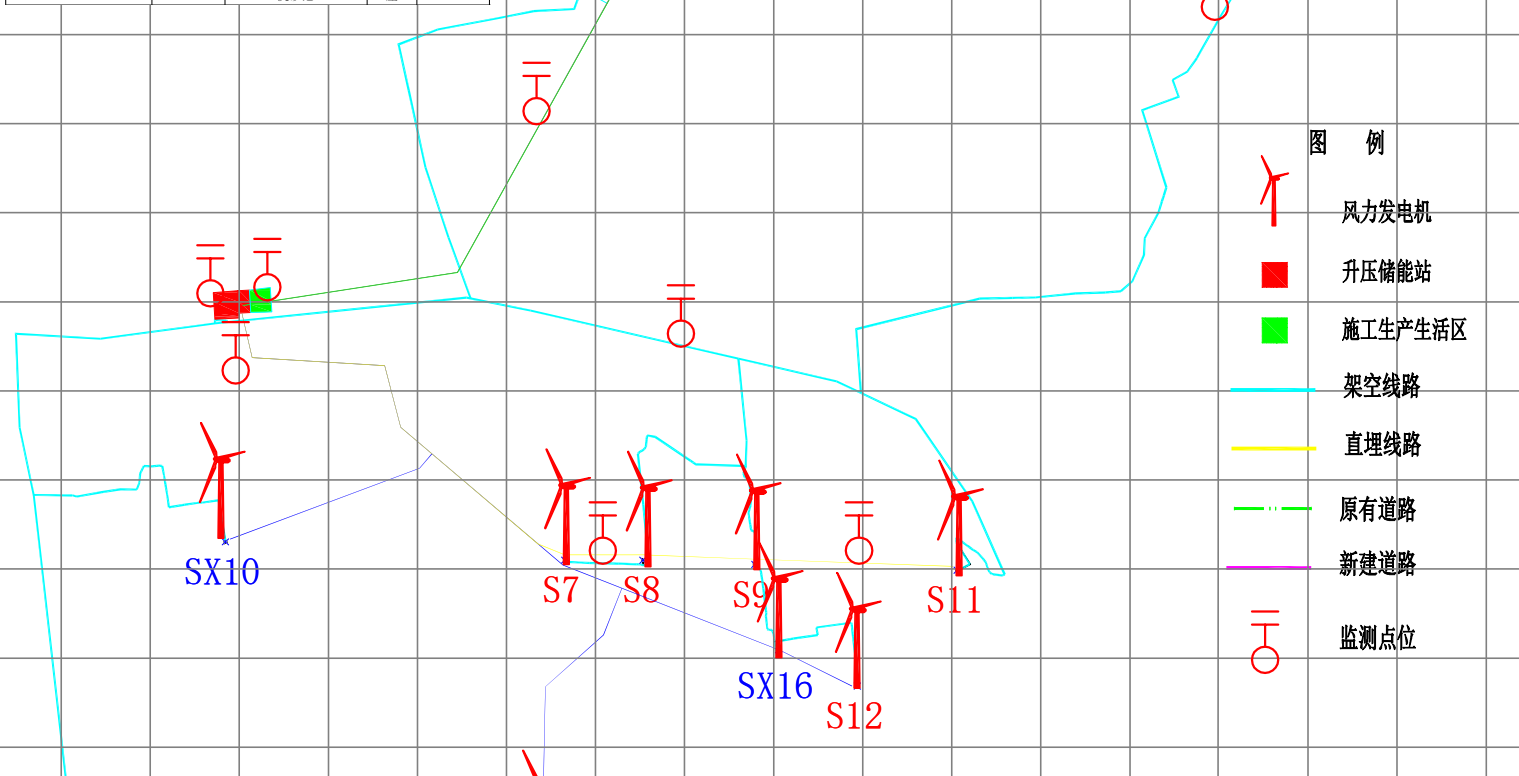 图 例
风力发电机
升压储能站
施工生产生活区
架空线路
直埋线路
原有道路
新建道路
监测点位
SX10
S7
S8
S9
S11
SX16
S12